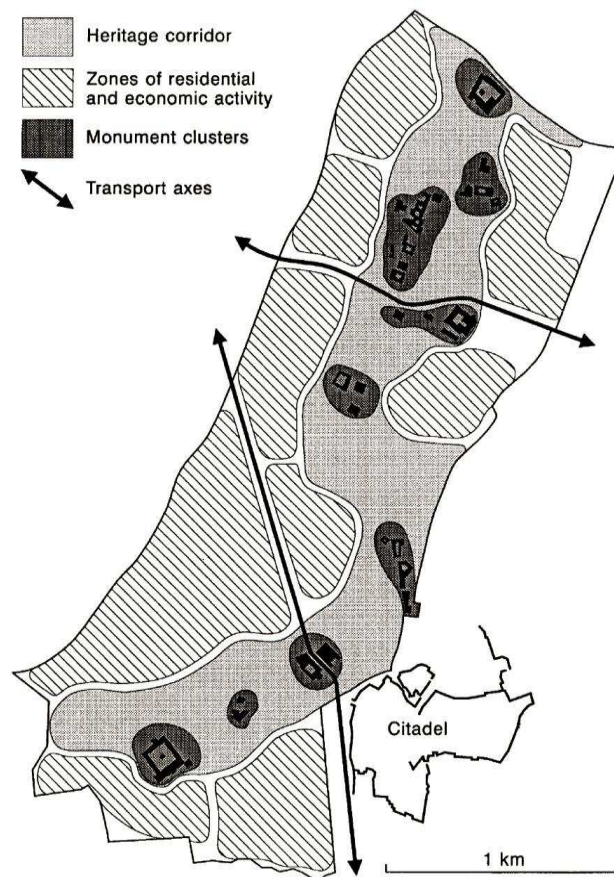 Heritage corridor
Zones of residential
and economic activity
Monument clusters
Transport axes
Citadel
1 km